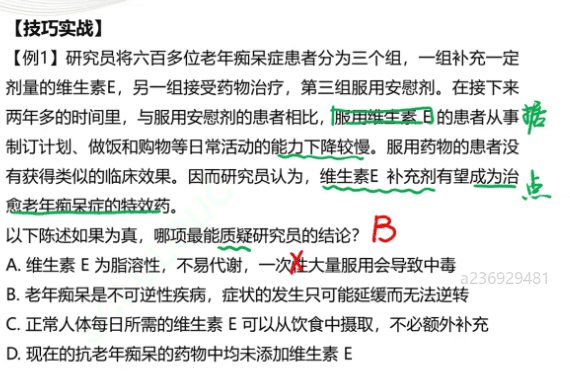 【技巧实战】
【例1】研究员将六百多位老年痴呆症患者分为三个组，一组补充一定
剂量的维生素E，另一组接受药物治疗，第三组服用安慰剂。在接下来
两年多的时间里，与服用安慰剂的患者相比，服用维生素 E 的患者从事 据
制订计划、做饭和购物等日常活动的能力下降较慢。服用药物的患者没
有获得类似的临床效果。因而研究员认为，维生素E 补充剂有望成为治 点
愈老年痴呆症的特效药。
以下陈述如果为真，哪项最能质疑研究员的结论？ B
A. 维生素 E 为脂溶性，不易代谢，一次性大量服用会导致中毒
a236929481
B. 老年痴呆是不可逆性疾病，症状的发生只可能延缓而无法逆转
C. 正常人体每日所需的维生素 E 可以从饮食中摄取，不必额外补充
D. 现在的抗老年痴呆的药物中均未添加维生素 E